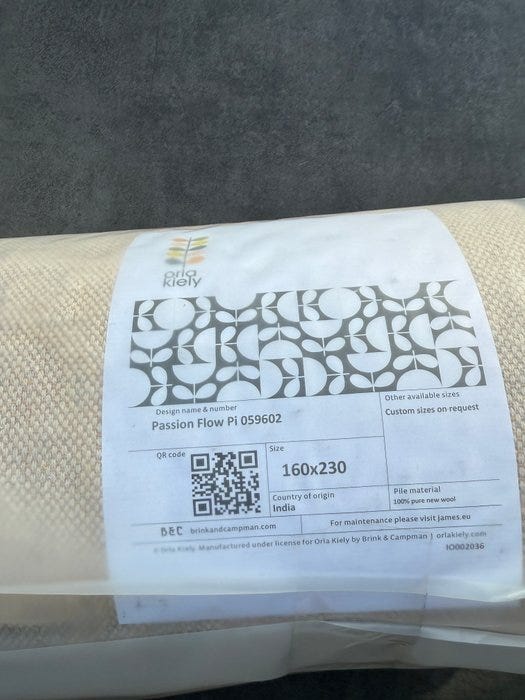 orla
kiely
Design name & number
Passion Flow Pi 059602
Other available sizes
Custom sizes on request
QR code
Size
160x230
Country of origin
India
Pile material
100% pure new wool
B&C brinkandcampman.com
For maintenance please visit james.eu
© Orla Kiely. Manufactured under license for Orla Kiely by Brink & Campman | orlakiely.com
IO002036